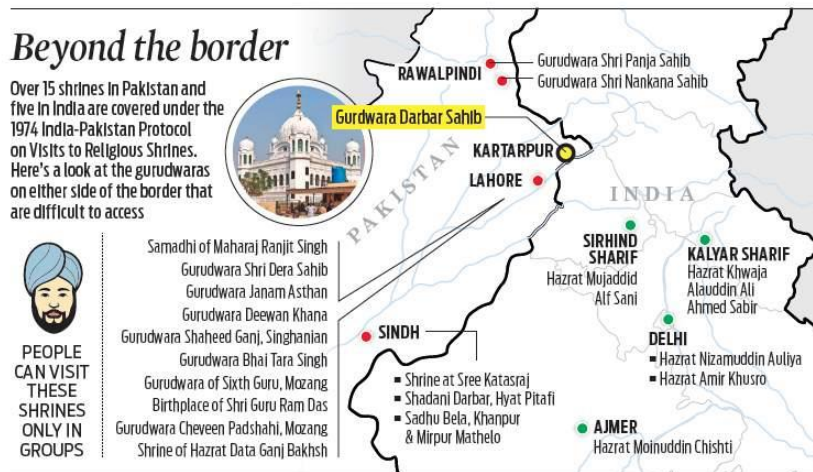 Beyond the border
Over 15 shrines in Pakistan and
five in India are covered under the
1974 India-Pakistan Protocol
on Visits to Religious Shrines.
Here's a look at the gurudwaras
on either side of the border that
are difficult to access
PEOPLE
CAN VISIT
THESE
SHRINES
ONLY IN
GROUPS
Samadhi of Maharaj Ranjit Singh
Gurudwara Shri Dera Sahib
Gurudwara Janam Asthan
Gurudwara Deewan Khana
Gurudwara Shaheed Ganj, Singhanian
Gurudwara Bhai Tara Singh
Gurudwara of Sixth Guru, Mozang
Birthplace of Shri Guru Ram Das
Gurudwara Cheveen Padshahi, Mozang
Shrine of Hazrat Data Ganj Bakhsh
RAWALPINDI
Gurudwara Shri Panja Sahib
Gurudwara Shri Nankana Sahib
Gurdwara Darbar Sahib
KARTARPUR
LAHORE
PAKISTAN
INDIA
SIRHIND
SHARIF
Hazrat Mujaddid
Alf Sani
KALYAR SHARIF
Hazrat Khwaja
Alauddin Ali
Ahmed Sabir
DELHI
▪ Hazrat Nizamuddin Auliya
▪ Hazrat Amir Khusro
SINDH
▪ Shrine at Sree Katasraj
▪ Shadani Darbar, Hyat Pitafi
▪ Sadhu Bela, Khanpur
& Mirpur Mathelo
AJMER
Hazrat Moinuddin Chishti